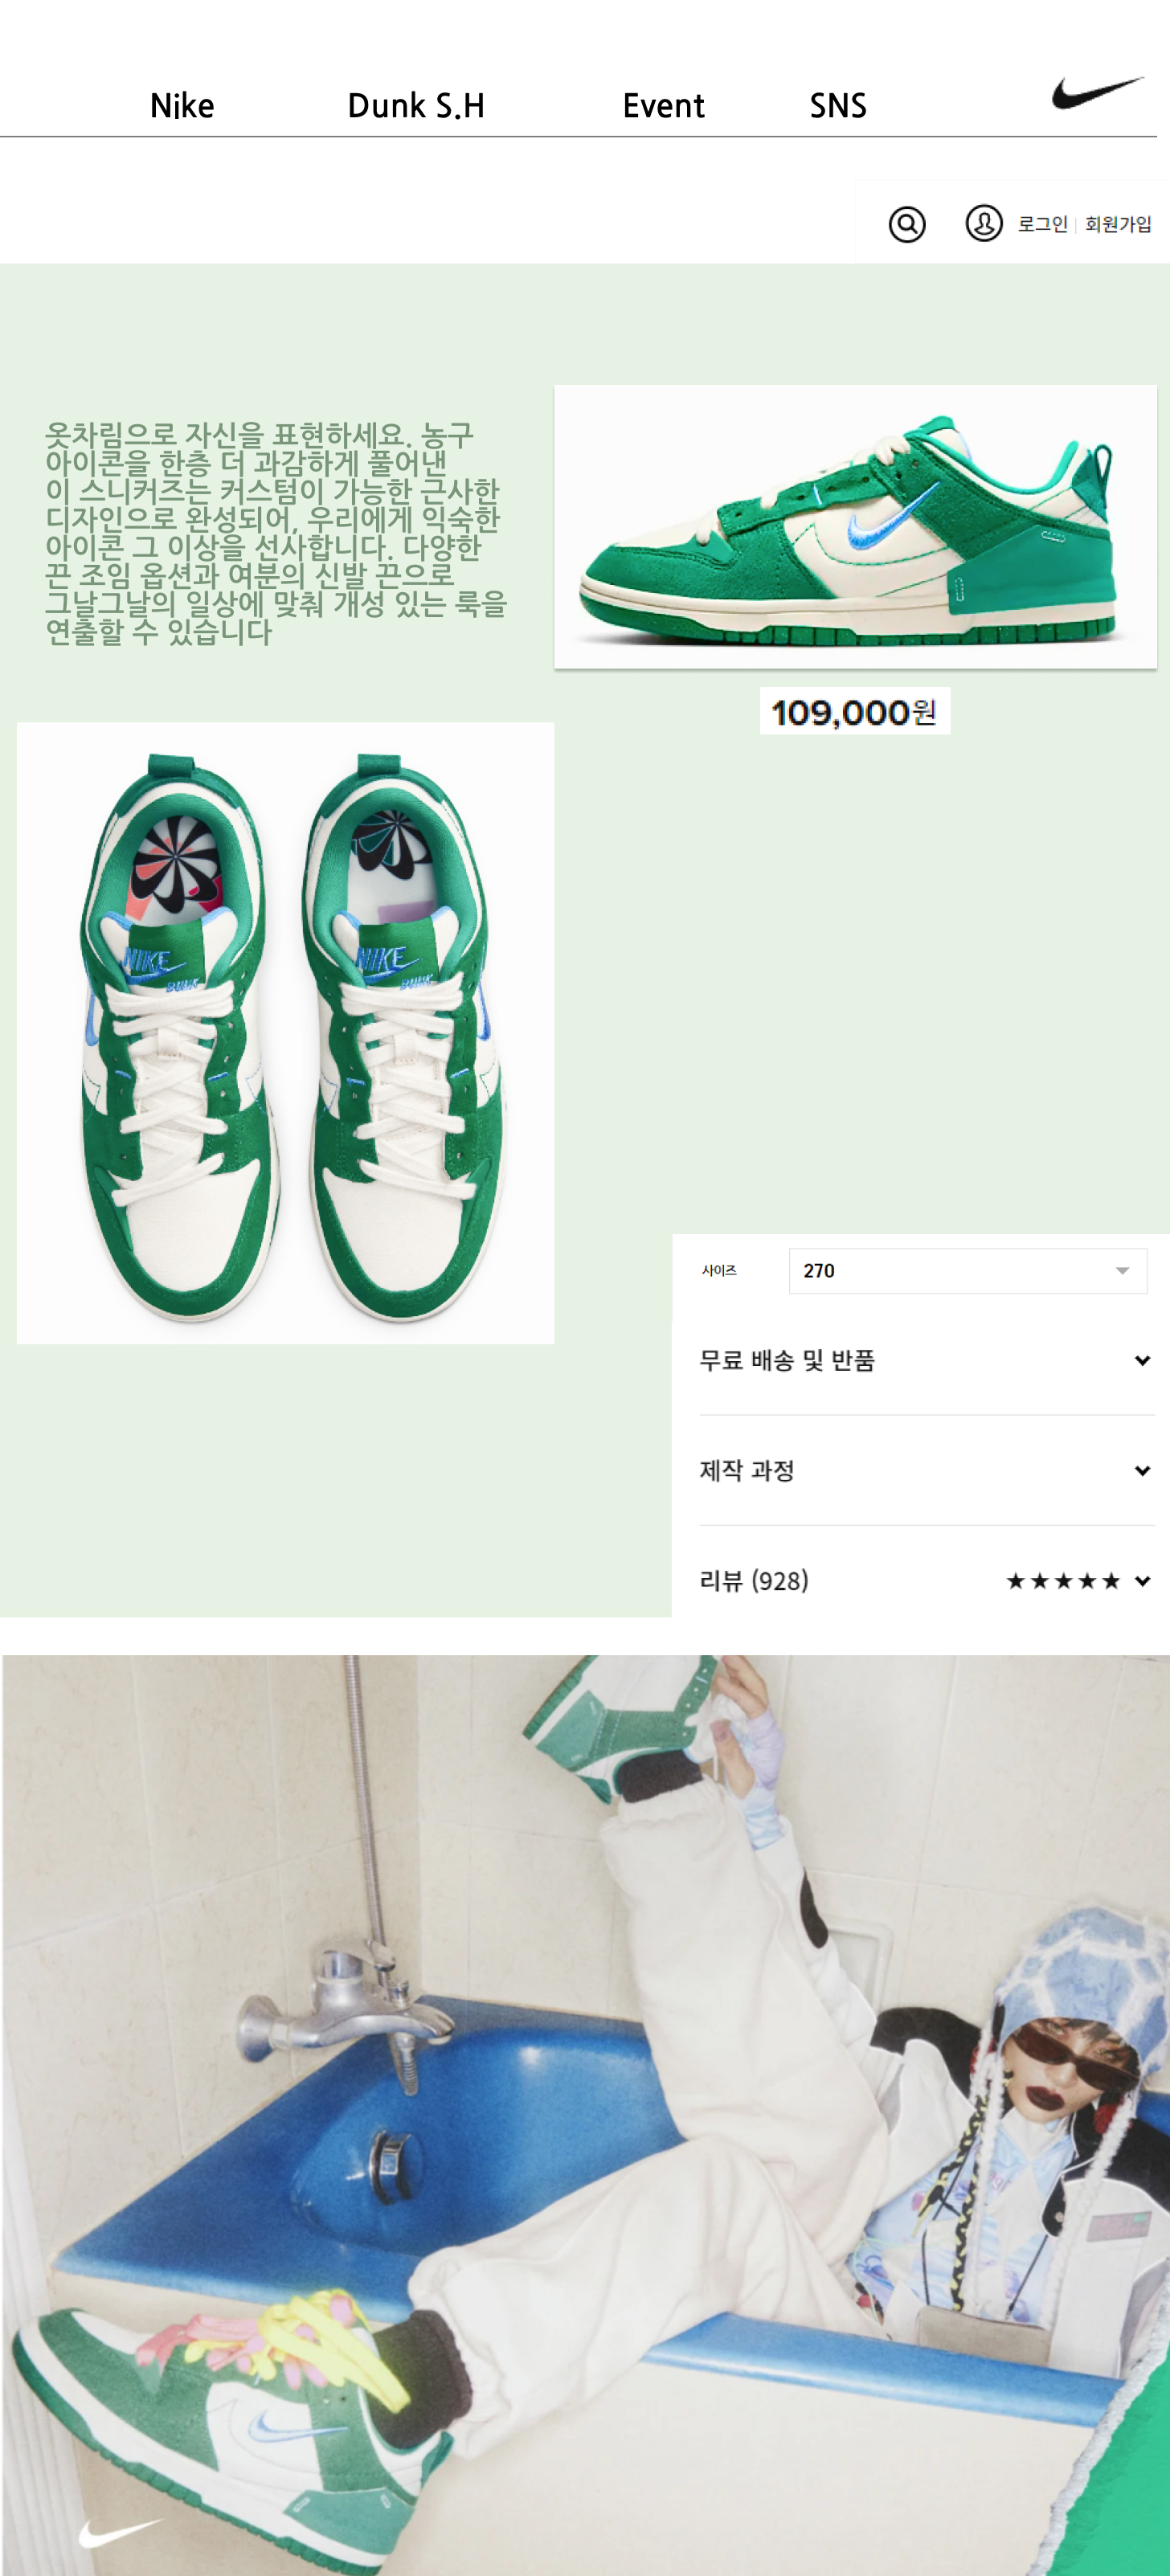 Nike Dunk S.H Event SNS
로그인 | 회원가입
옷차림으로 자신을 표현하세요. 농구
아이콘을 한층 더 과감하게 풀어낸
이 스니커즈는 커스텀이 가능한 근사한
디자인으로 완성되어, 우리에게 익숙한
아이콘 그 이상을 선사합니다. 다양한
끈 조임 옵션과 여분의 신발 끈으로
그날그날의 일상에 맞춰 개성 있는 룩을
연출할 수 있습니다
109,000원
NIKE
DUNK
NIKE
DUNK
사이즈 270
무료 배송 및 반품
제작 과정
리뷰 (928) ★★★★★